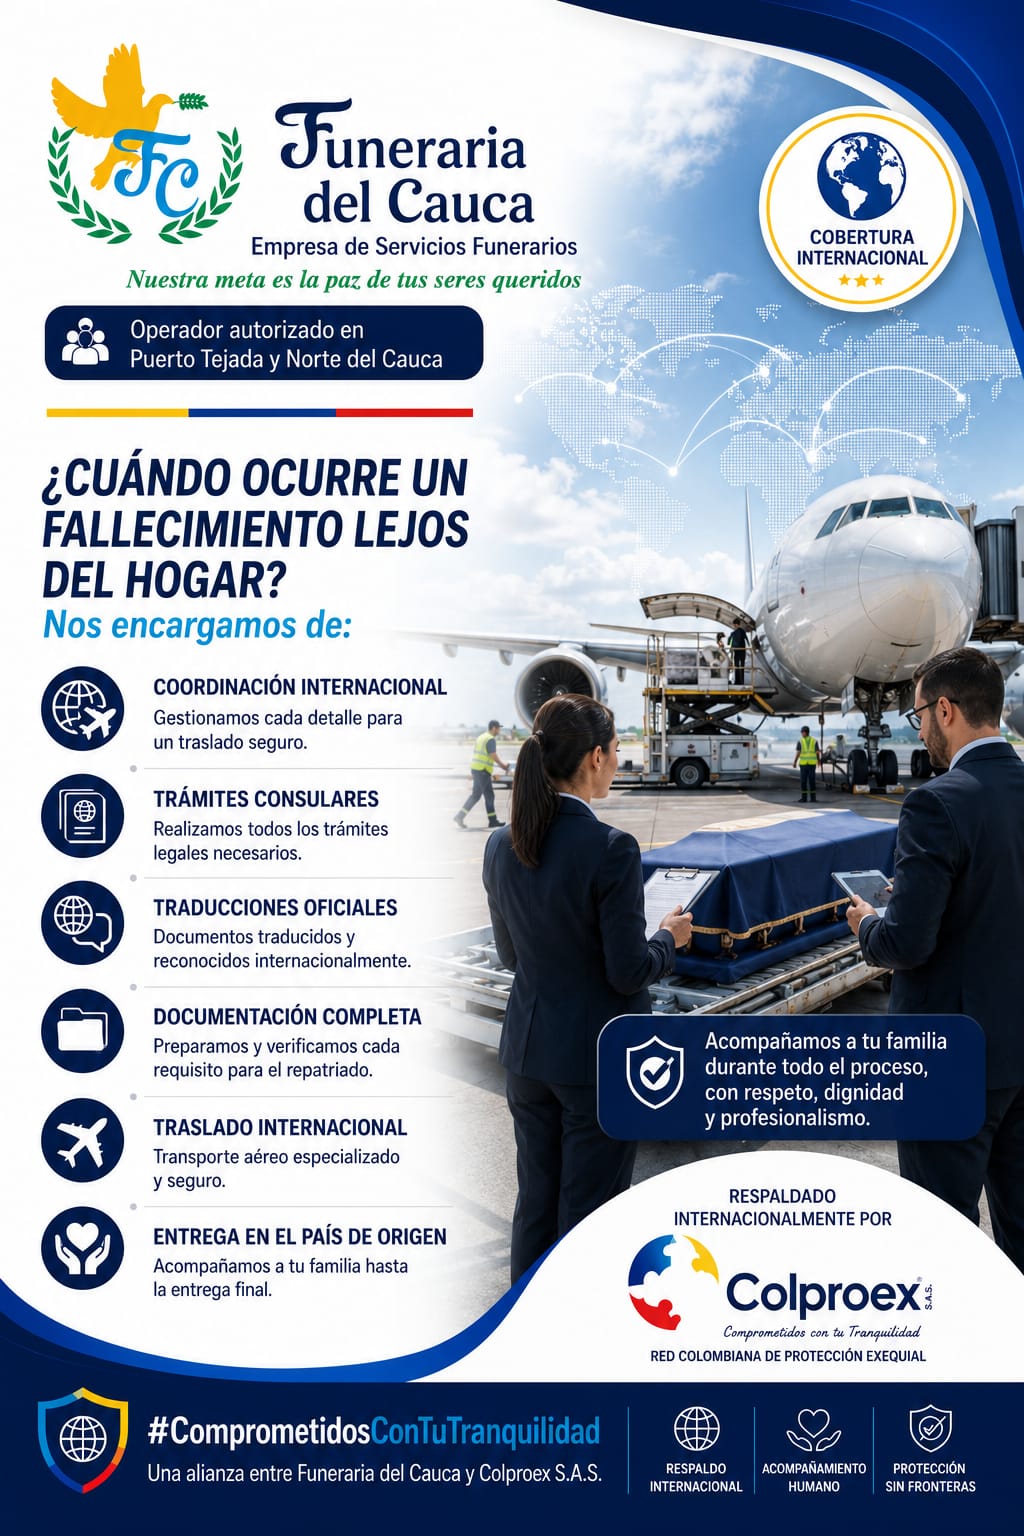 FC
Funeraria
del Cauca
Empresa de Servicios Funerarios
Nuestra meta es la paz de tus seres queridos
COBERTURA
INTERNACIONAL
Operador autorizado en
Puerto Tejada y Norte del Cauca
¿CUÁNDO OCURRE UN
FALLECIMIENTO LEJOS
DEL HOGAR?
Nos encargamos de:
COORDINACIÓN INTERNACIONAL
Gestionamos cada detalle para
un traslado seguro.
TRÁMITES CONSULARES
Realizamos todos los trámites
legales necesarios.
TRADUCCIONES OFICIALES
Documentos traducidos y
reconocidos internacionalmente.
DOCUMENTACIÓN COMPLETA
Preparamos y verificamos cada
requisito para el repatriado.
TRASLADO INTERNACIONAL
Transporte aéreo especializado
y seguro.
ENTREGA EN EL PAÍS DE ORIGEN
Acompañamos a tu familia hasta
la entrega final.
Acompañamos a tu familia
durante todo el proceso,
con respeto, dignidad
y profesionalismo.
RESPALDADO
INTERNACIONALMENTE POR
Colproex® S.A.S.
Comprometidos con tu Tranquilidad
RED COLOMBIANA DE PROTECCIÓN EXEQUIAL
#ComprometidosConTuTranquilidad
Una alianza entre Funeraria del Cauca y Colproex S.A.S.
RESPALDO
INTERNACIONAL
ACOMPAÑAMIENTO
HUMANO
PROTECCIÓN
SIN FRONTERAS